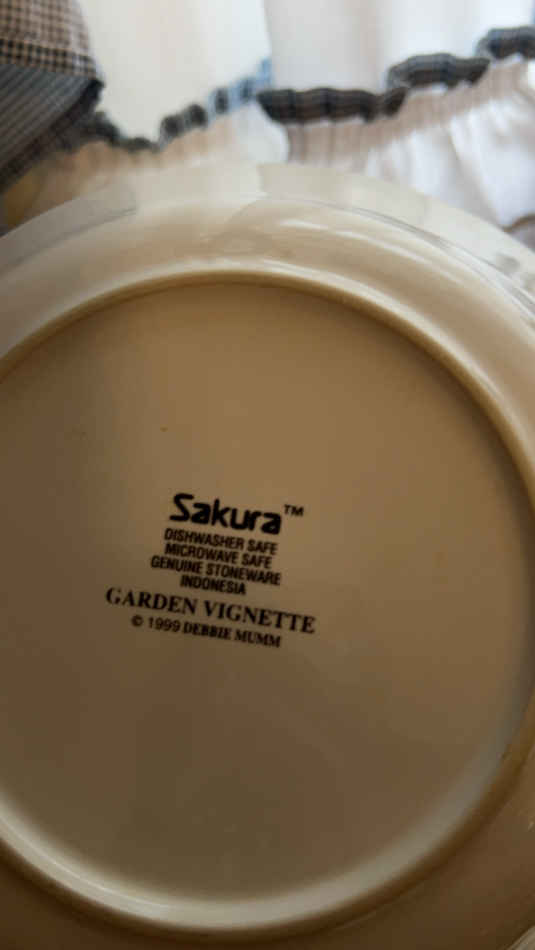 Sakura™
DISHWASHER SAFE
MICROWAVE SAFE
GENUINE STONEWARE
INDONESIA
GARDEN VIGNETTE
© 1999 DEBBIE MUMM